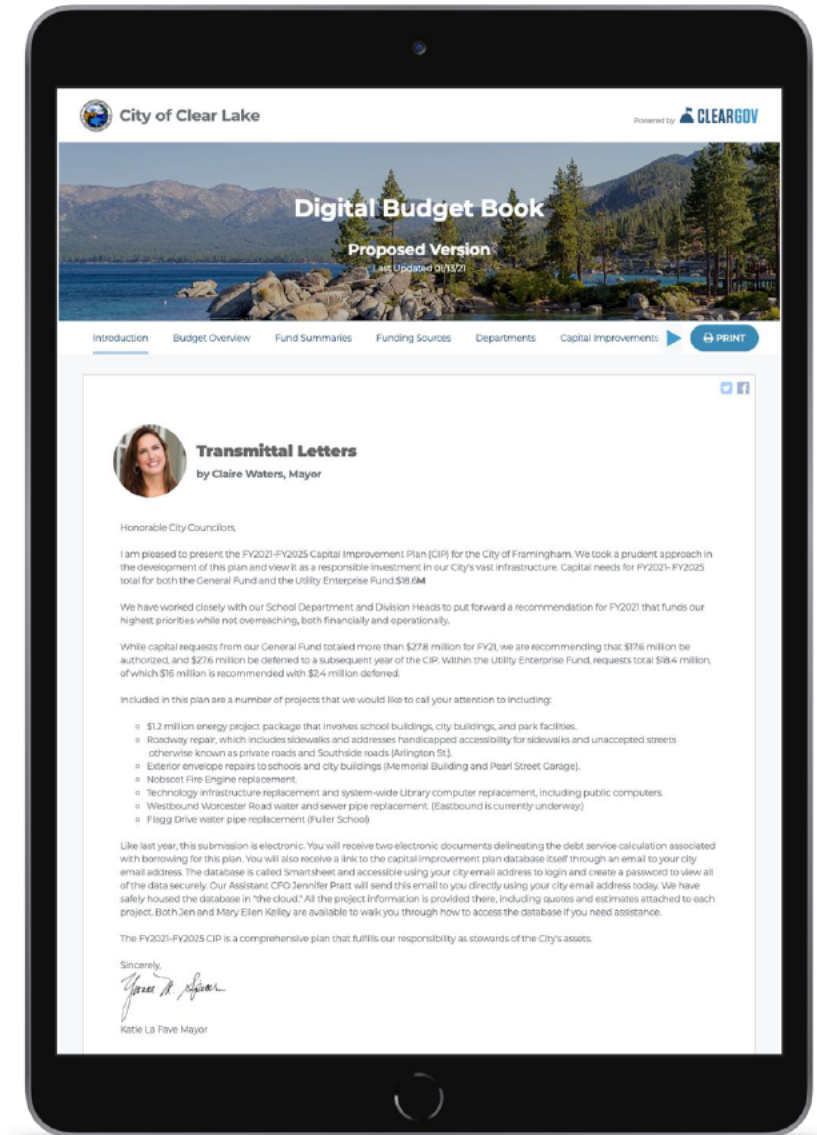 City of Clear Lake
Powered by CLEARGOV
Digital Budget Book
Proposed Version
Last Updated 01/13/21
Introduction Budget Overview Fund Summaries Funding Sources Departments Capital Improvements PRINT
Transmittal Letters
by Claire Waters, Mayor
Honorable City Councilors,
I am pleased to present the FY2021-FY2025 Capital Improvement Plan (CIP) for the City of Framingham. We took a prudent approach in
the development of this plan and view it as a responsible investment in our City's vast infrastructure. Capital needs for FY2021- FY2025
total for both the General Fund and the Utility Enterprise Fund:$18.6M
We have worked closely with our School Department and Division Heads to put forward a recommendation for FY2021 that funds our
highest priorities while not overreaching, both financially and operationally.
While capital requests from our General Fund totaled more than $27.8 million for FY21, we are recommending that $17.6 million be
authorized, and $27.6 million be deferred to a subsequent year of the CIP. Within the Utility Enterprise Fund, requests total $18.4 million,
of which $16 million is recommended with $2.4 million deferred.
Included in this plan are a number of projects that we would like to call your attention to including:
$1.2 million energy project package that involves school buildings, city buildings, and park facilities.
Roadway repair, which includes sidewalks and addresses handicapped accessibility for sidewalks and unaccepted streets
otherwise known as private roads and Southside roads (Arlington St.).
Exterior envelope repairs to schools and city buildings (Memorial Building and Pearl Street Garage).
Nobscot Fire Engine replacement.
Technology infrastructure replacement and system-wide Library computer replacement, including public computers.
Westbound Worcester Road water and sewer pipe replacement. (Eastbound is currently underway.)
Flagg Drive water pipe replacement (Fuller School)
Like last year, this submission is electronic. You will receive two electronic documents delineating the debt service calculation associated
with borrowing for this plan. You will also receive a link to the capital improvement plan database itself through an email to your city
email address. The database is called Smartsheet and accessible using your city email address to login and create a password to view all
of the data securely. Our Assistant CFO Jennifer Pratt will send this email to you directly using your city email address today. We have
safely housed the database in "the cloud." All the project information is provided there, including quotes and estimates attached to each
project. Both Jen and Mary Ellen Kelley are available to walk you through how to access the database if you need assistance.
The FY2021-FY2025 CIP is a comprehensive plan that fulfills our responsibility as stewards of the City's assets.
Sincerely,
Katie La Fave Mayor